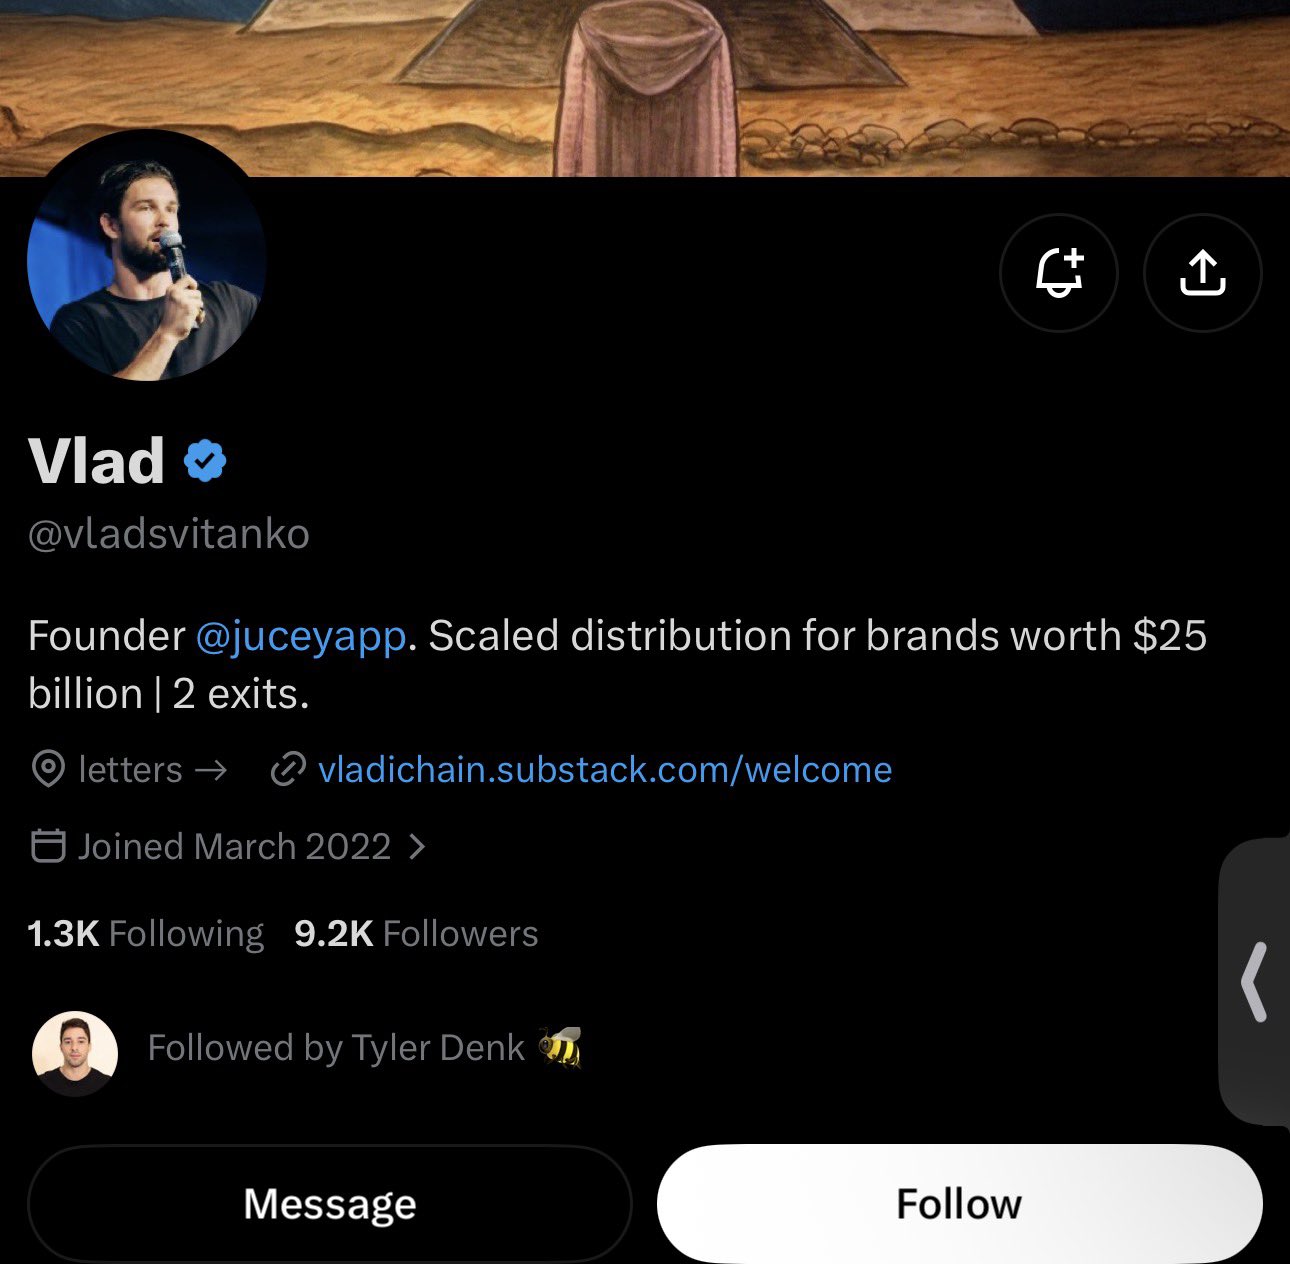 Vlad
@vladsvitanko
Founder @juceyapp. Scaled distribution for brands worth $25
billion | 2 exits.
letters → vladichain.substack.com/welcome
Joined March 2022 >
1.3K Following 9.2K Followers
Followed by Tyler Denk 🐝
Message Follow